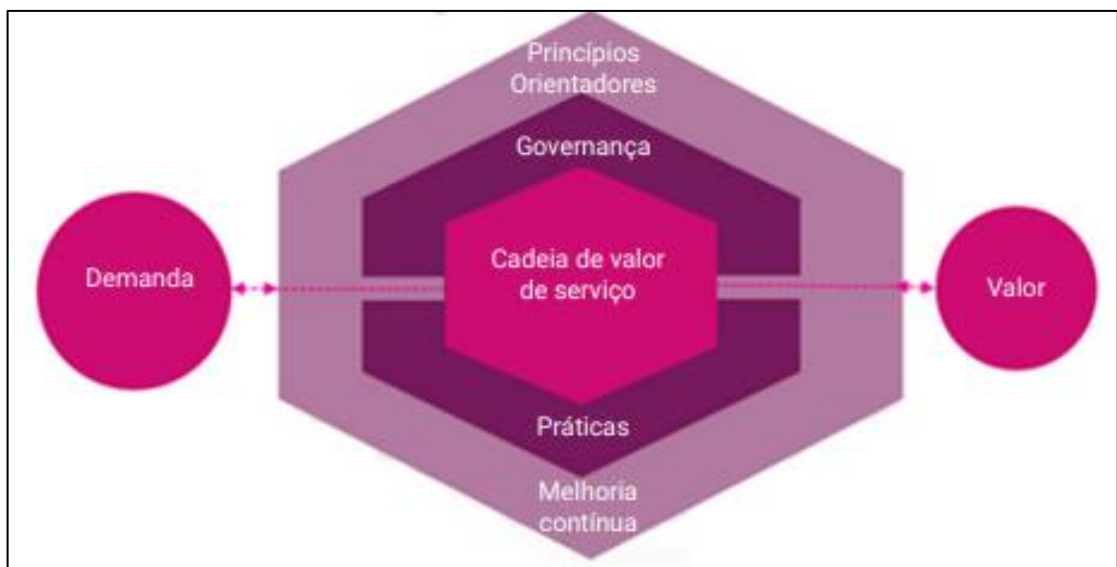 Princípios
Orientadores
Governança
Demanda
Cadeia de valor
de serviço
Valor
Práticas
Melhoria
contínua